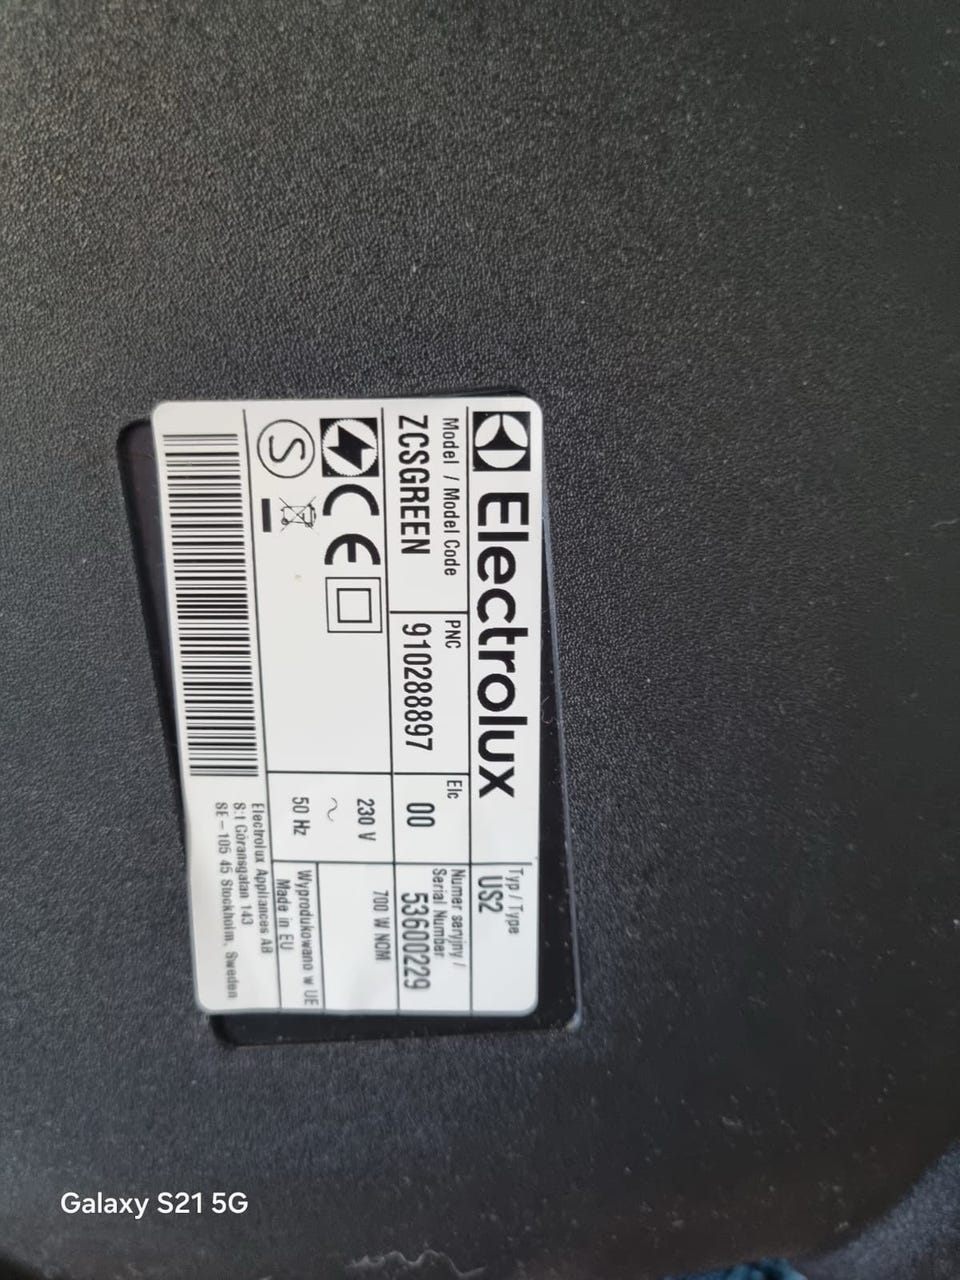 Electrolux
Typ / Type
US2
Model / Model Code
ZCSGREEN
PNC
910288897
Elc
00
Numer seryjny /
Serial Number
53600229
230 V
~
50 Hz
700 W NOM
Wyprodukowano w UE
Made in EU
CE
S
Electrolux Appliances AB
S:t Göransgatan 143
SE-105 45 Stockholm, Sweden
Galaxy S21 5G